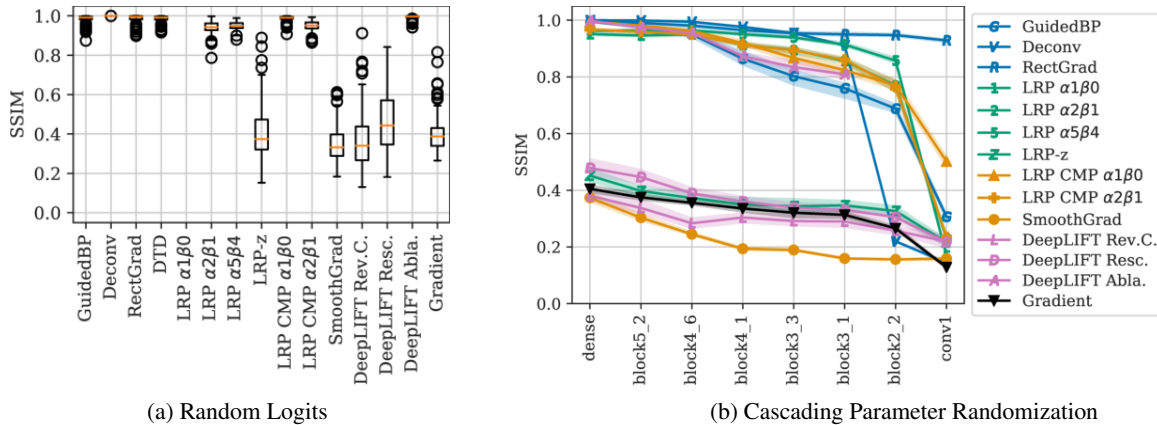 SSIM
1.0
0.8
0.6
0.4
0.2
0.0
GuidedBP
Deconv
RectGrad
DTD
LRP α1β0
LRP α2β1
LRP α5β4
LRP-z
LRP CMP α1β0
LRP CMP α2β1
SmoothGrad
DeepLIFT Rev.C.
DeepLIFT Resc.
DeepLIFT Abla.
Gradient
(a) Random Logits
SSIM
1.0
0.8
0.6
0.4
0.2
0.0
dense
block5_2
block4_6
block4_1
block3_3
block3_1
block2_2
conv1
GuidedBP
Deconv
RectGrad
LRP α1β0
LRP α2β1
LRP α5β4
LRP-z
LRP CMP α1β0
LRP CMP α2β1
SmoothGrad
DeepLIFT Rev.C.
DeepLIFT Resc.
DeepLIFT Abla.
Gradient
(b) Cascading Parameter Randomization